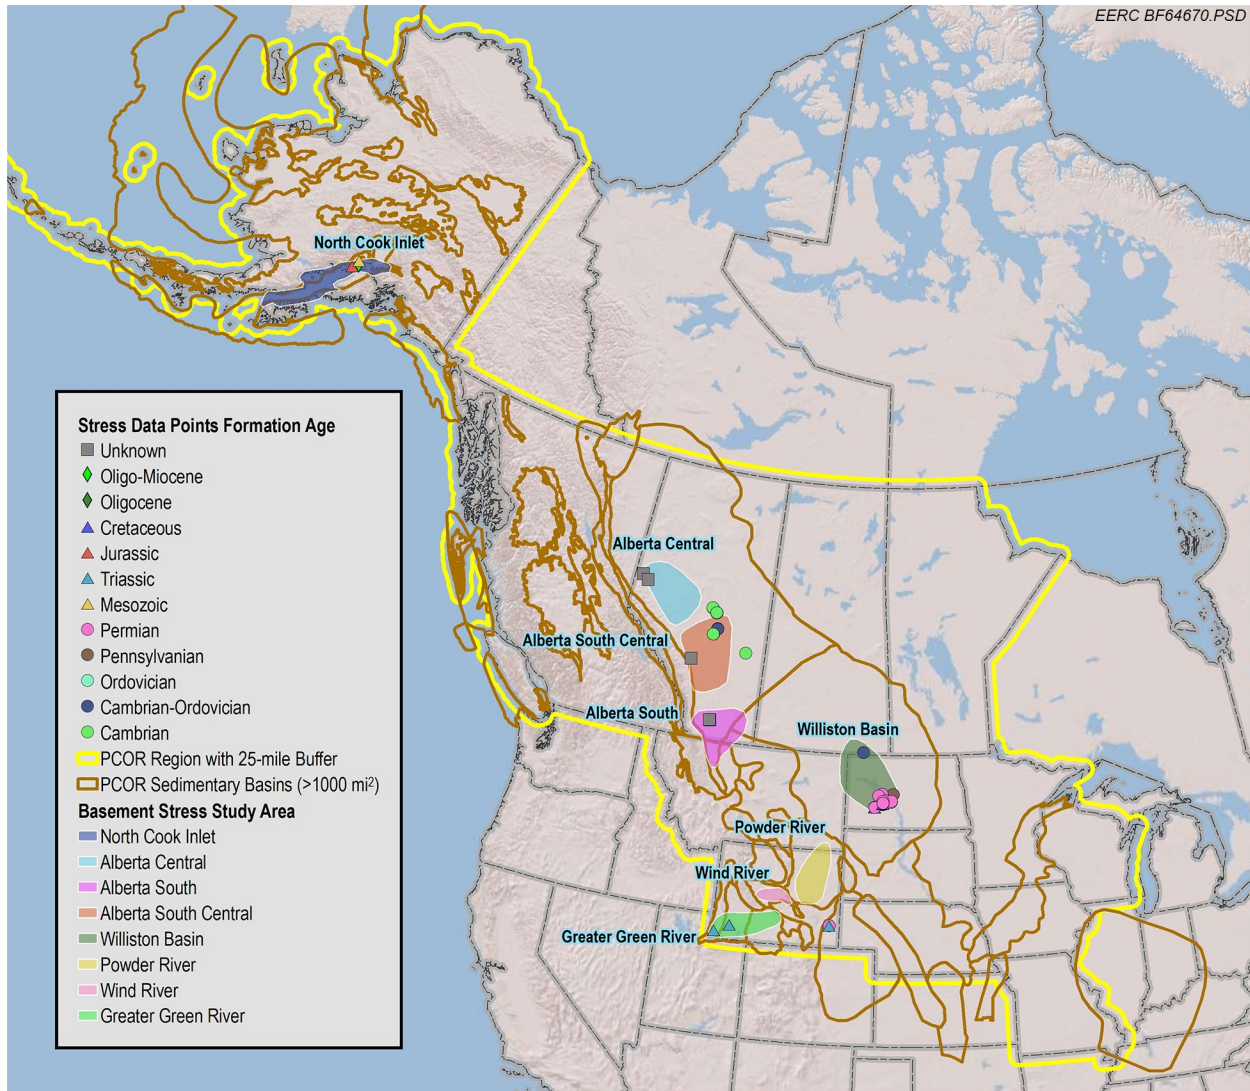 EERC BF64670.PSD
North Cook Inlet
Stress Data Points Formation Age
Unknown
Oligo-Miocene
Oligocene
Cretaceous
Jurassic
Triassic
Mesozoic
Permian
Pennsylvanian
Ordovician
Cambrian-Ordovician
Cambrian
PCOR Region with 25-mile Buffer
PCOR Sedimentary Basins (>1000 mi²)
Basement Stress Study Area
North Cook Inlet
Alberta Central
Alberta South
Alberta South Central
Williston Basin
Powder River
Wind River
Greater Green River
Alberta Central
Alberta South Central
Alberta South
Williston Basin
Powder River
Wind River
Greater Green River